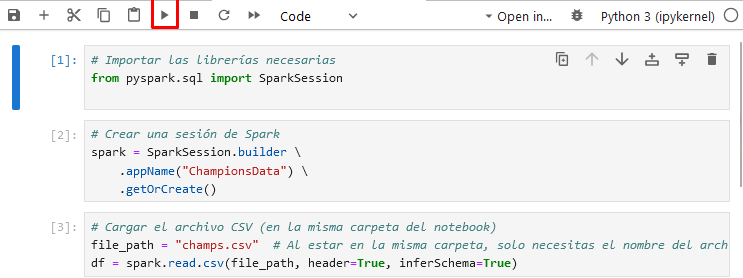 Code
Open in...
Python 3 (ipykernel)
[1]:
# Importar las librerías necesarias
from pyspark.sql import SparkSession
[2]:
# Crear una sesión de Spark
spark = SparkSession.builder \
.appName("ChampionsData") \
.getOrCreate()
[3]:
# Cargar el archivo CSV (en la misma carpeta del notebook)
file_path = "champs.csv"  # Al estar en la misma carpeta, solo necesitas el nombre del arch
df = spark.read.csv(file_path, header=True, inferSchema=True)